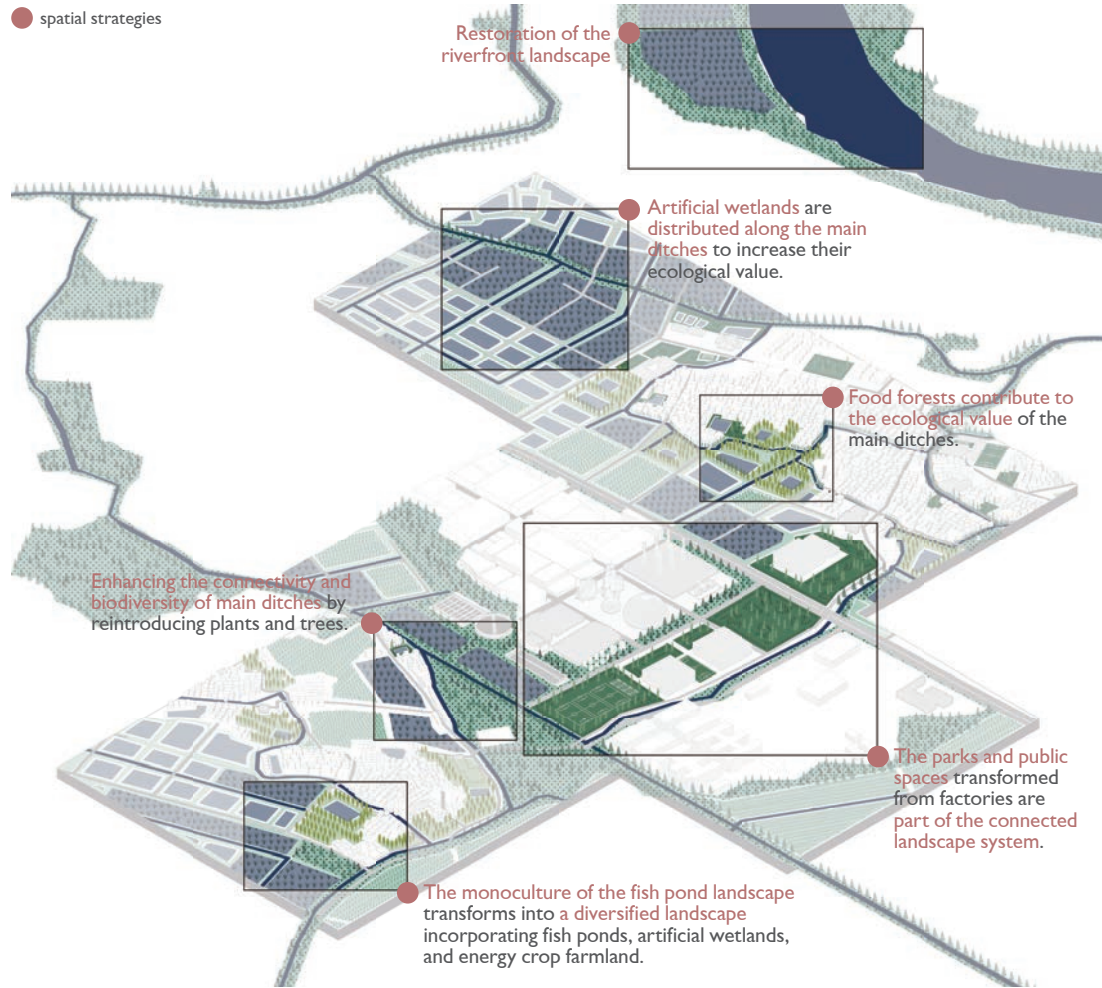 spatial strategies
Restoration of the
riverfront landscape
Artificial wetlands are
distributed along the main
ditches to increase their
ecological value.
Food forests contribute to
the ecological value of the
main ditches.
Enhancing the connectivity and
biodiversity of main ditches by
reintroducing plants and trees.
The parks and public
spaces transformed
from factories are
part of the connected
landscape system.
The monoculture of the fish pond landscape
transforms into a diversified landscape
incorporating fish ponds, artificial wetlands,
and energy crop farmland.